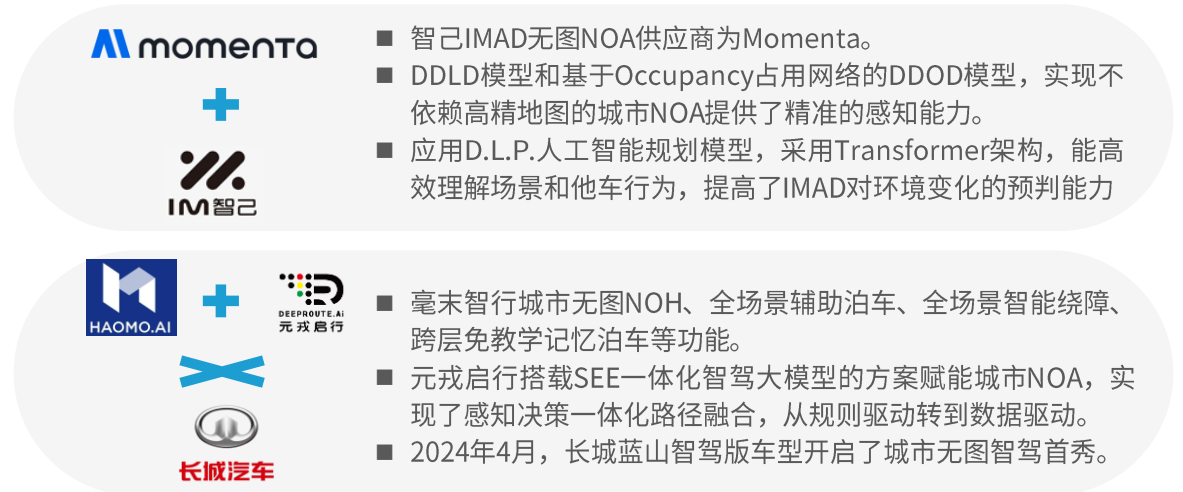 momenta
IM智己
■ 智己IMAD无图NOA供应商为Momenta。
■ DDLD模型和基于Occupancy占用网络的DDOD模型，实现不
依赖高精地图的城市NOA提供了精准的感知能力。
■ 应用D.L.P.人工智能规划模型，采用Transformer架构，能高
效理解场景和他车行为，提高了IMAD对环境变化的预判能力
HAOMO.AI
DEEPROUTE.Ai
元戎启行
长城汽车
■ 毫末智行城市无图NOH、全场景辅助泊车、全场景智能绕障、
跨层免教学记忆泊车等功能。
■ 元戎启行搭载SEE一体化智驾大模型的方案赋能城市NOA，实
现了感知决策一体化路径融合，从规则驱动转到数据驱动。
■ 2024年4月，长城蓝山智驾版车型开启了城市无图智驾首秀。